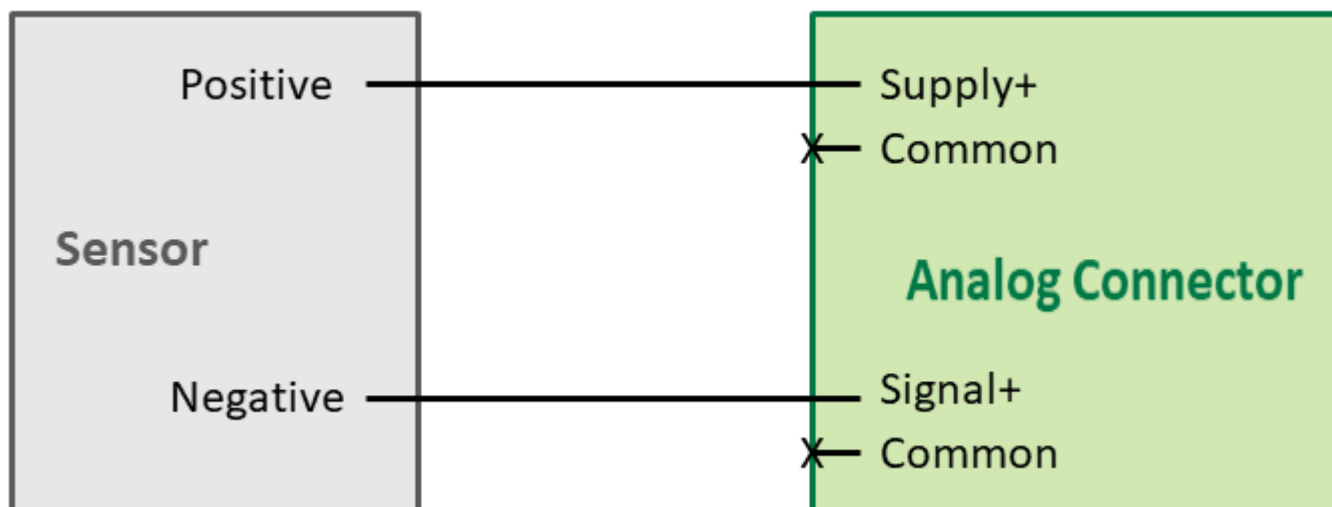 Positive
Supply+
X Common
Sensor
Analog Connector
Negative
Signal+
X Common